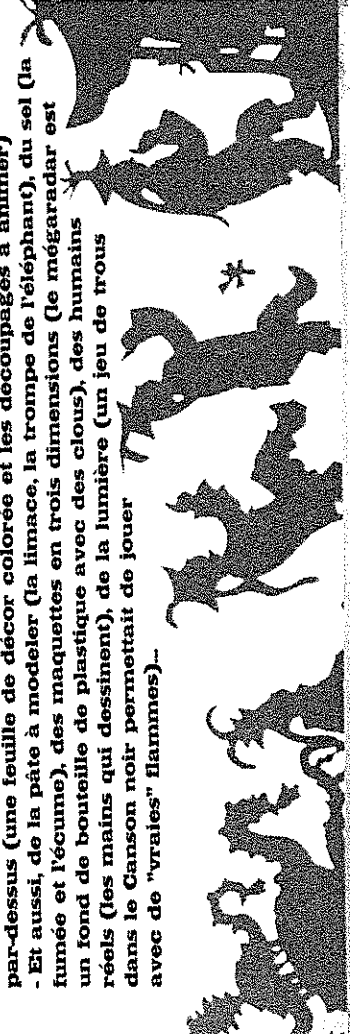 par-dessus (une feuille de décor colorée et les découpages à animer)
- Et aussi, de la pâte à modeler (la limace, la trompe de l'éléphant), du sel (la
fumée et l'écume), des maquettes en trois dimensions (le mégaradar est
un fond de bouteille de plastique avec des clous), des humains
réels (les mains qui dessinent), de la lumière (un jeu de trous
dans le Canson noir permettait de jouer
avec de "vraies" flammes)...